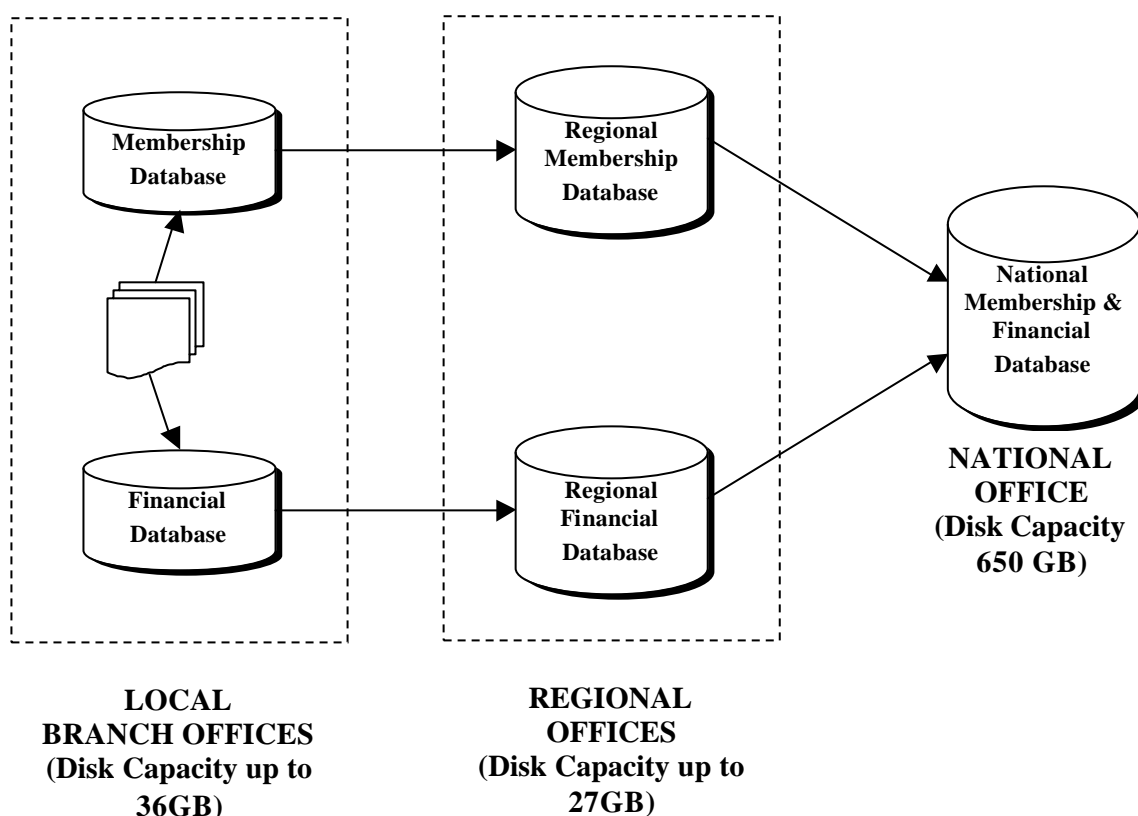 Membership
Database
Regional
Membership
Database
National
Membership &
Financial
Database
Financial
Database
Regional
Financial
Database
NATIONAL
OFFICE
(Disk Capacity
650 GB)
LOCAL
BRANCH OFFICES
(Disk Capacity up to
36GB)
REGIONAL
OFFICES
(Disk Capacity up to
27GB)